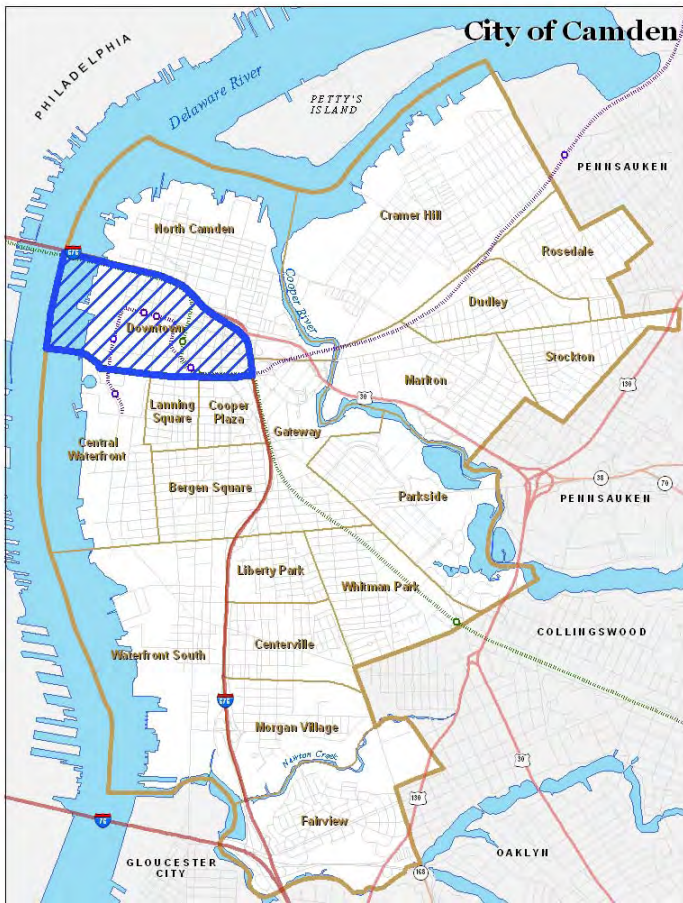 City of Camden
PHILADELPHIA
Delaware River
PETTY'S
ISLAND
PENNSAUKEN
North Camden
Cramer Hill
Rosedale
676
Cooper River
Dudley
Downtown
Stockton
Marlton
130
30
Lanning
Square
Cooper
Plaza
Gateway
Central
Waterfront
38
70
Bergen Square
Parkside
PENNSAUKEN
Liberty Park
Whitman Park
COLLINGSWOOD
Centerville
Waterfront South
676
Morgan Village
Newton Creek
30
130
76
Fairview
GLOUCESTER
CITY
OAKLYN
168